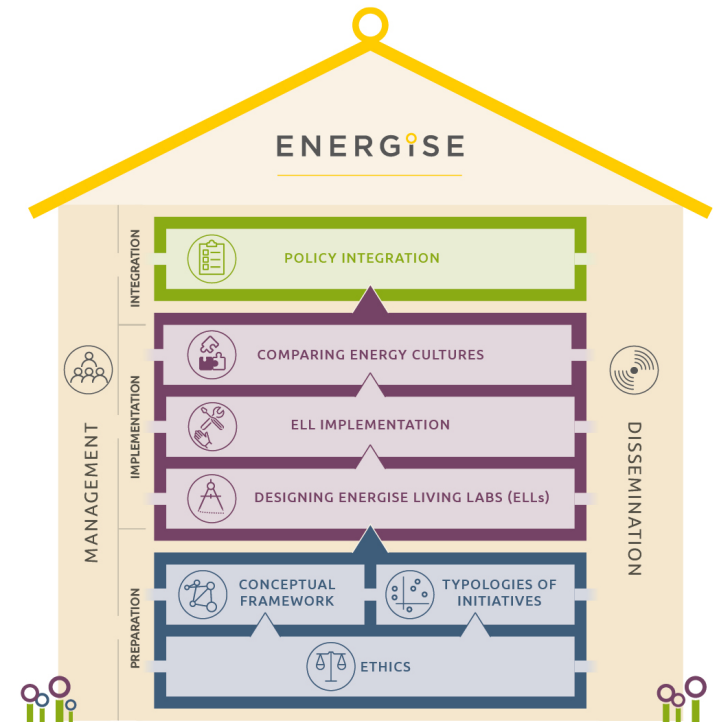 ENERGISE
INTEGRATION
POLICY INTEGRATION
MANAGEMENT
IMPLEMENTATION
COMPARING ENERGY CULTURES
ELL IMPLEMENTATION
DESIGNING ENERGISE LIVING LABS (ELLs)
DISSEMINATION
PREPARATION
CONCEPTUAL
FRAMEWORK
TYPOLOGIES OF
INITIATIVES
ETHICS